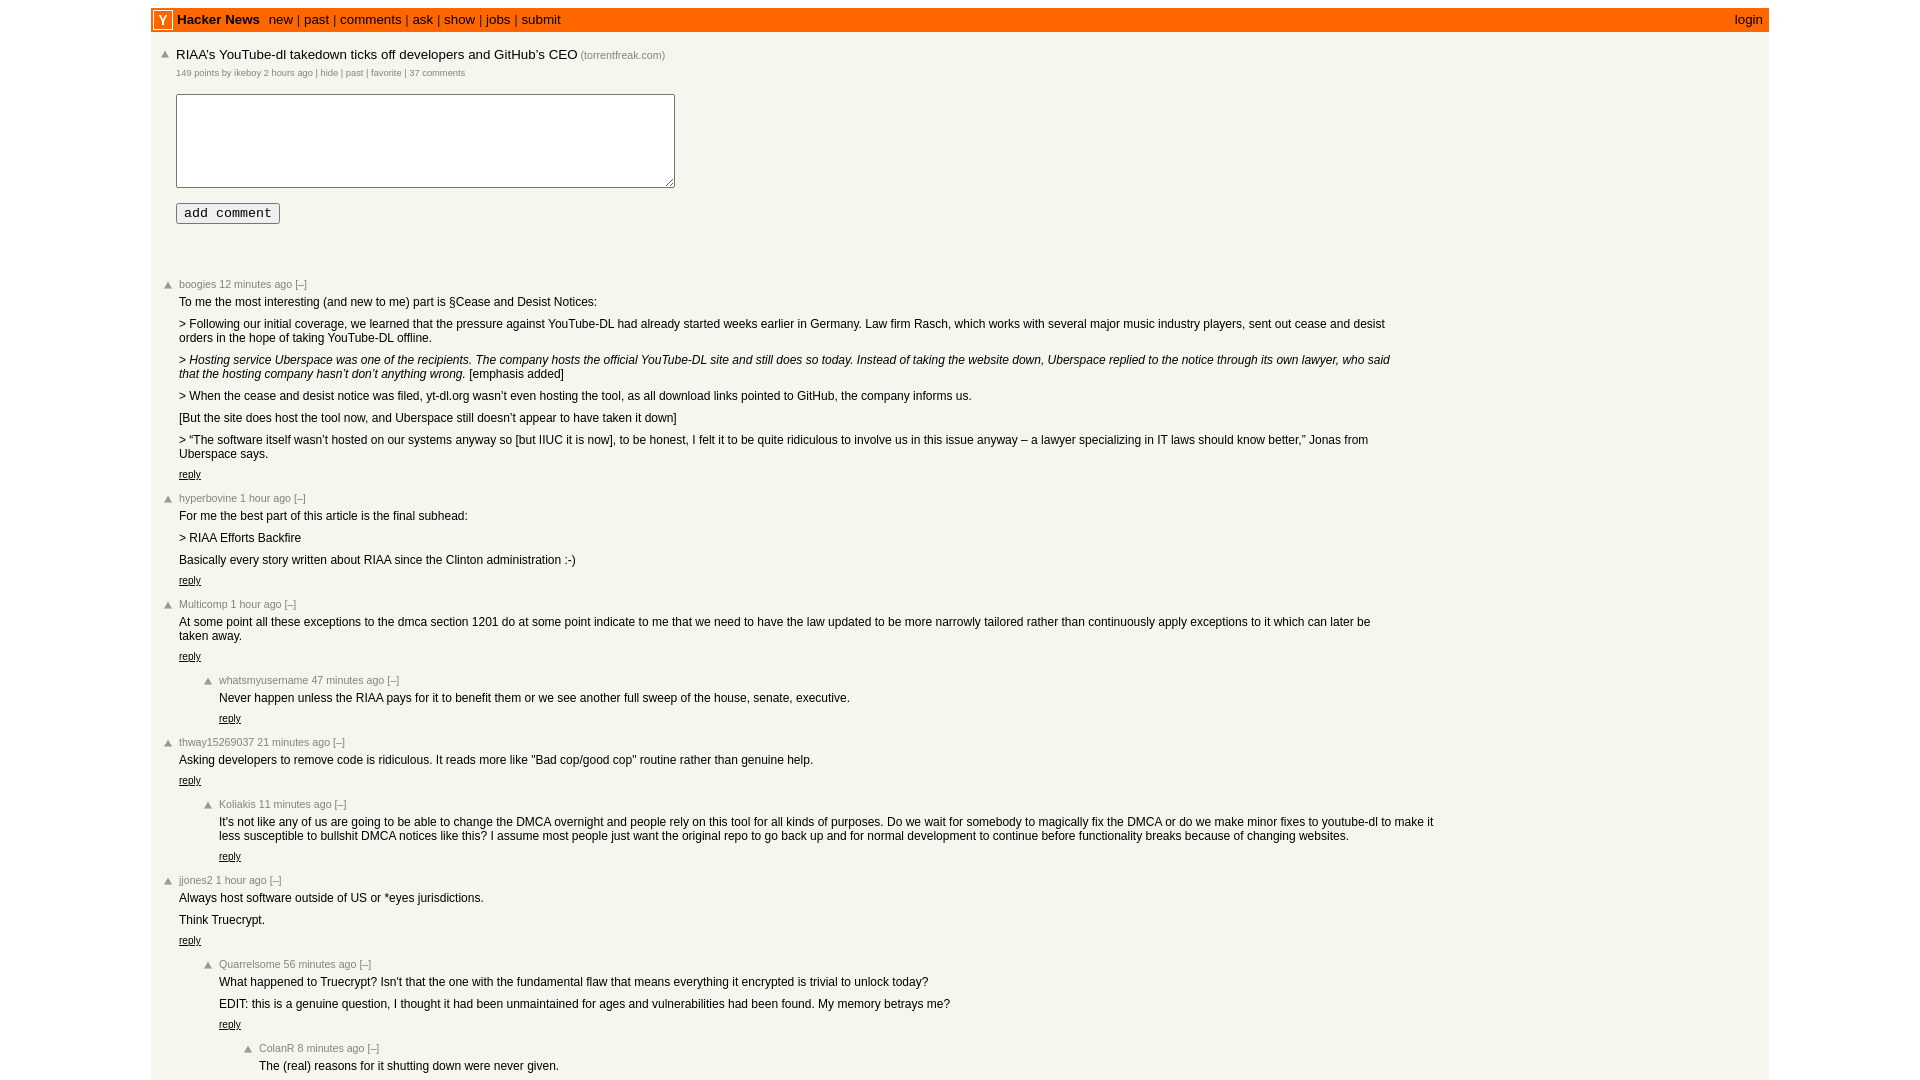 Y Hacker News new | past | comments | ask | show | jobs | submit login
RIAA’s YouTube-dl takedown ticks off developers and GitHub’s CEO (torrentfreak.com)
149 points by ikeboy 2 hours ago | hide | past | favorite | 37 comments
add comment
boogies 12 minutes ago [–]
To me the most interesting (and new to me) part is §Cease and Desist Notices:
> Following our initial coverage, we learned that the pressure against YouTube-DL had already started weeks earlier in Germany. Law firm Rasch, which works with several major music industry players, sent out cease and desist
orders in the hope of taking YouTube-DL offline.
> Hosting service Uberspace was one of the recipients. The company hosts the official YouTube-DL site and still does so today. Instead of taking the website down, Uberspace replied to the notice through its own lawyer, who said
that the hosting company hasn’t don’t anything wrong. [emphasis added]
> When the cease and desist notice was filed, yt-dl.org wasn’t even hosting the tool, as all download links pointed to GitHub, the company informs us.
[But the site does host the tool now, and Uberspace still doesn’t appear to have taken it down]
> “The software itself wasn’t hosted on our systems anyway so [but IIUC it is now], to be honest, I felt it to be quite ridiculous to involve us in this issue anyway – a lawyer specializing in IT laws should know better,” Jonas from
Uberspace says.
reply
hyperbovine 1 hour ago [–]
For me the best part of this article is the final subhead:
> RIAA Efforts Backfire
Basically every story written about RIAA since the Clinton administration :-)
reply
Multicomp 1 hour ago [–]
At some point all these exceptions to the dmca section 1201 do at some point indicate to me that we need to have the law updated to be more narrowly tailored rather than continuously apply exceptions to it which can later be
taken away.
reply
whatsmyusername 47 minutes ago [–]
Never happen unless the RIAA pays for it to benefit them or we see another full sweep of the house, senate, executive.
reply
thway15269037 21 minutes ago [–]
Asking developers to remove code is ridiculous. It reads more like "Bad cop/good cop" routine rather than genuine help.
reply
Koliakis 11 minutes ago [–]
It's not like any of us are going to be able to change the DMCA overnight and people rely on this tool for all kinds of purposes. Do we wait for somebody to magically fix the DMCA or do we make minor fixes to youtube-dl to make it
less susceptible to bullshit DMCA notices like this? I assume most people just want the original repo to go back up and for normal development to continue before functionality breaks because of changing websites.
reply
jjones2 1 hour ago [–]
Always host software outside of US or *eyes jurisdictions.
Think Truecrypt.
reply
Quarrelsome 56 minutes ago [–]
What happened to Truecrypt? Isn't that the one with the fundamental flaw that means everything it encrypted is trivial to unlock today?
EDIT: this is a genuine question, I thought it had been unmaintained for ages and vulnerabilities had been found. My memory betrays me?
reply
ColanR 8 minutes ago [–]
The (real) reasons for it shutting down were never given.